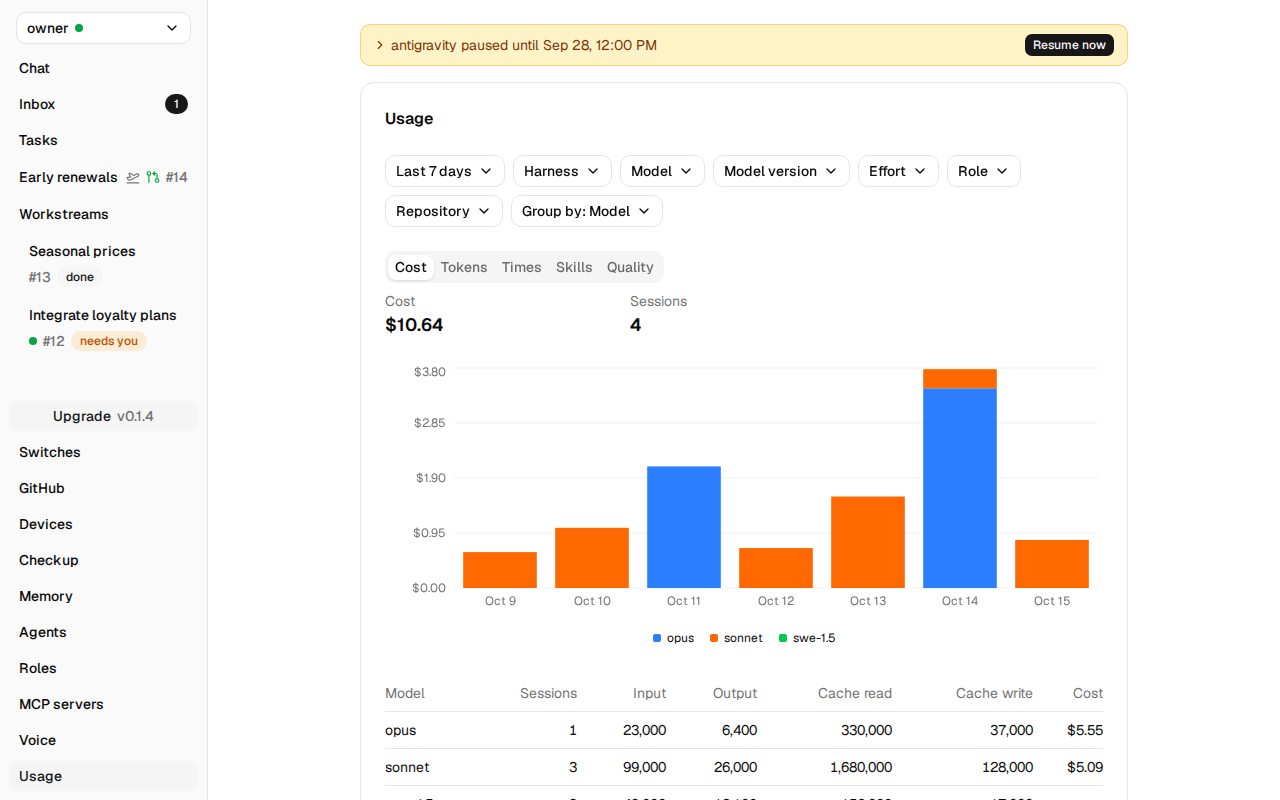 owner
Chat
Inbox 1
Tasks
Early renewals #14
Workstreams
Seasonal prices
#13 done
Integrate loyalty plans
#12 needs you
Upgrade v0.1.4
Switches
GitHub
Devices
Checkup
Memory
Agents
Roles
MCP servers
Voice
Usage
antigravity paused until Sep 28, 12:00 PM Resume now
Usage
Last 7 days Harness Model Model version Effort Role
Repository Group by: Model
Cost Tokens Times Skills Quality
Cost Sessions
$10.64 4
$3.80
$2.85
$1.90
$0.95
$0.00
Oct 9 Oct 10 Oct 11 Oct 12 Oct 13 Oct 14 Oct 15
opus sonnet swe-1.5
Model Sessions Input Output Cache read Cache write Cost
opus 1 23,000 6,400 330,000 37,000 $5.55
sonnet 3 99,000 26,000 1,680,000 128,000 $5.09